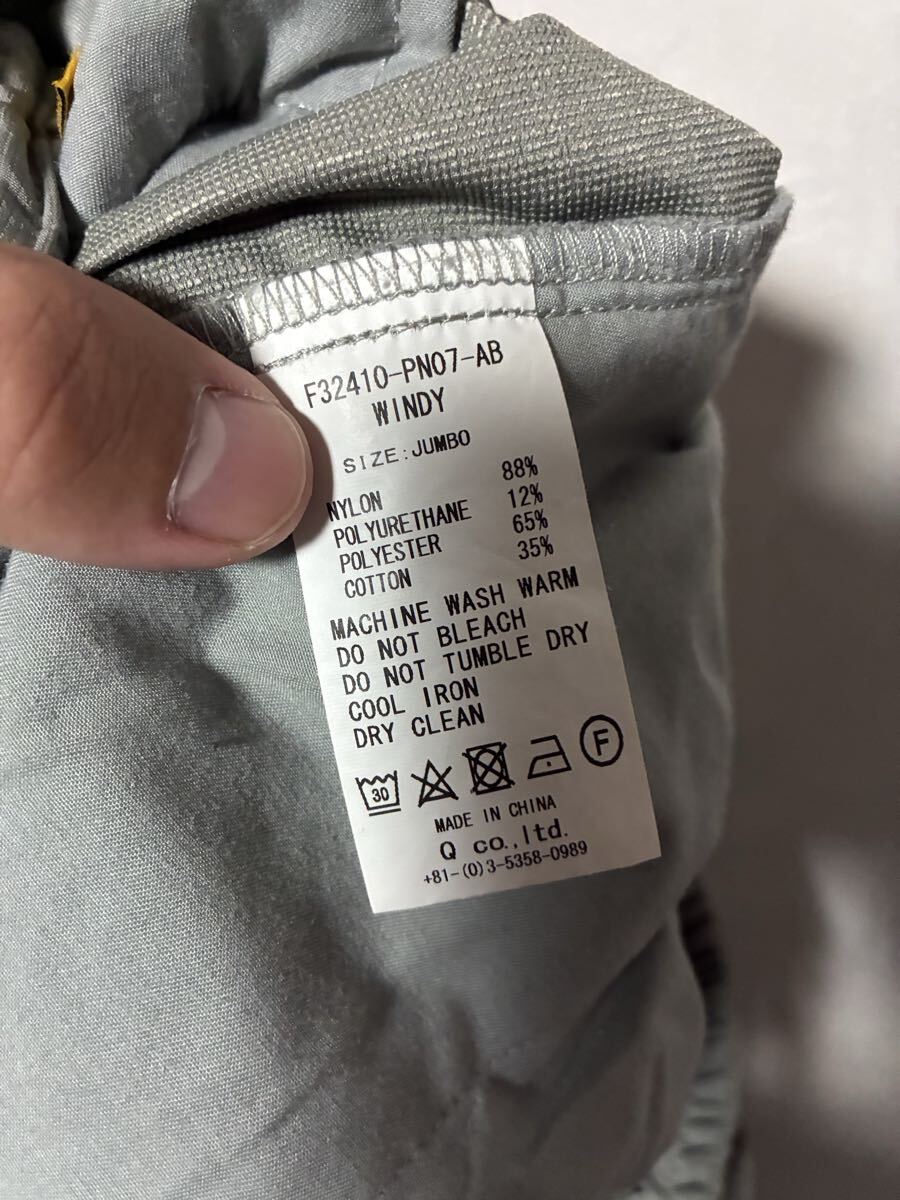 F32410-PN07-AB
WINDY
SIZE:JUMBO
NYLON 88%
POLYURETHANE 12%
POLYESTER 65%
COTTON 35%
MACHINE WASH WARM
DO NOT BLEACH
DO NOT TUMBLE DRY
COOL IRON
DRY CLEAN
30 F
MADE IN CHINA
Q co.,ltd.
+81-(0)3-5358-0989